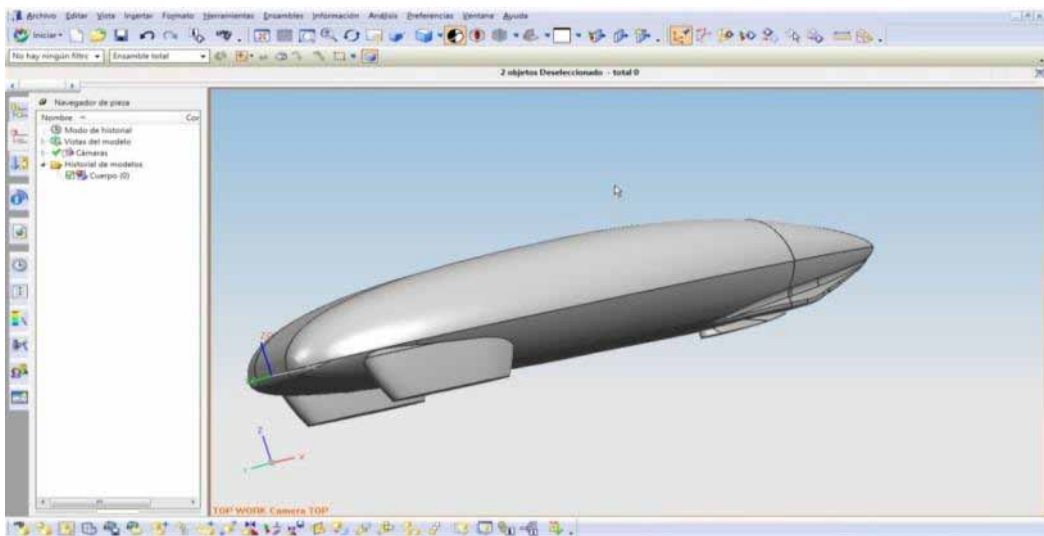 Archivo Editar Vista Insertar Formato Herramientas Ensambles Información Análisis Preferencias Ventana Ayuda
Iniciar
No hay ningún filtrc Ensamble total
2 objetos Deseleccionado - total 0
Navegador de pieza
Nombre Cor
Modo de historial
Vistas del modelo
Cámaras
Historial de modelos
Cuerpo (0)
Z
X
TOP WORK Camera TOP